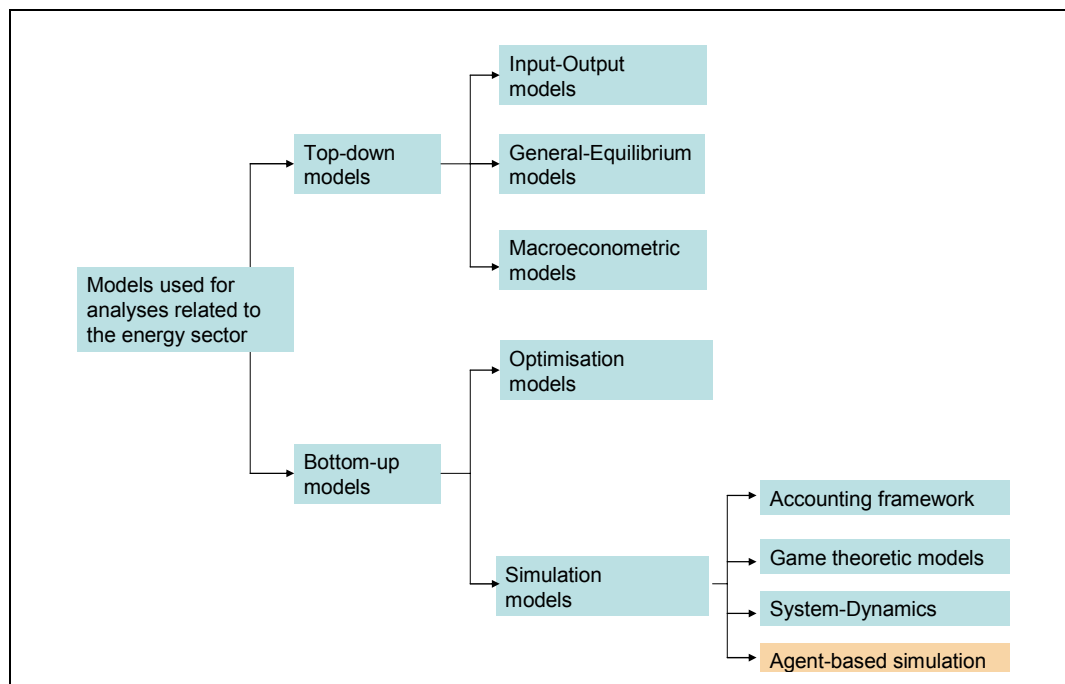 Input-Output
models
Top-down
models
General-Equilibrium
models
Macroeconometric
models
Models used for
analyses related to
the energy sector
Optimisation
models
Bottom-up
models
Simulation
models
Accounting framework
Game theoretic models
System-Dynamics
Agent-based simulation